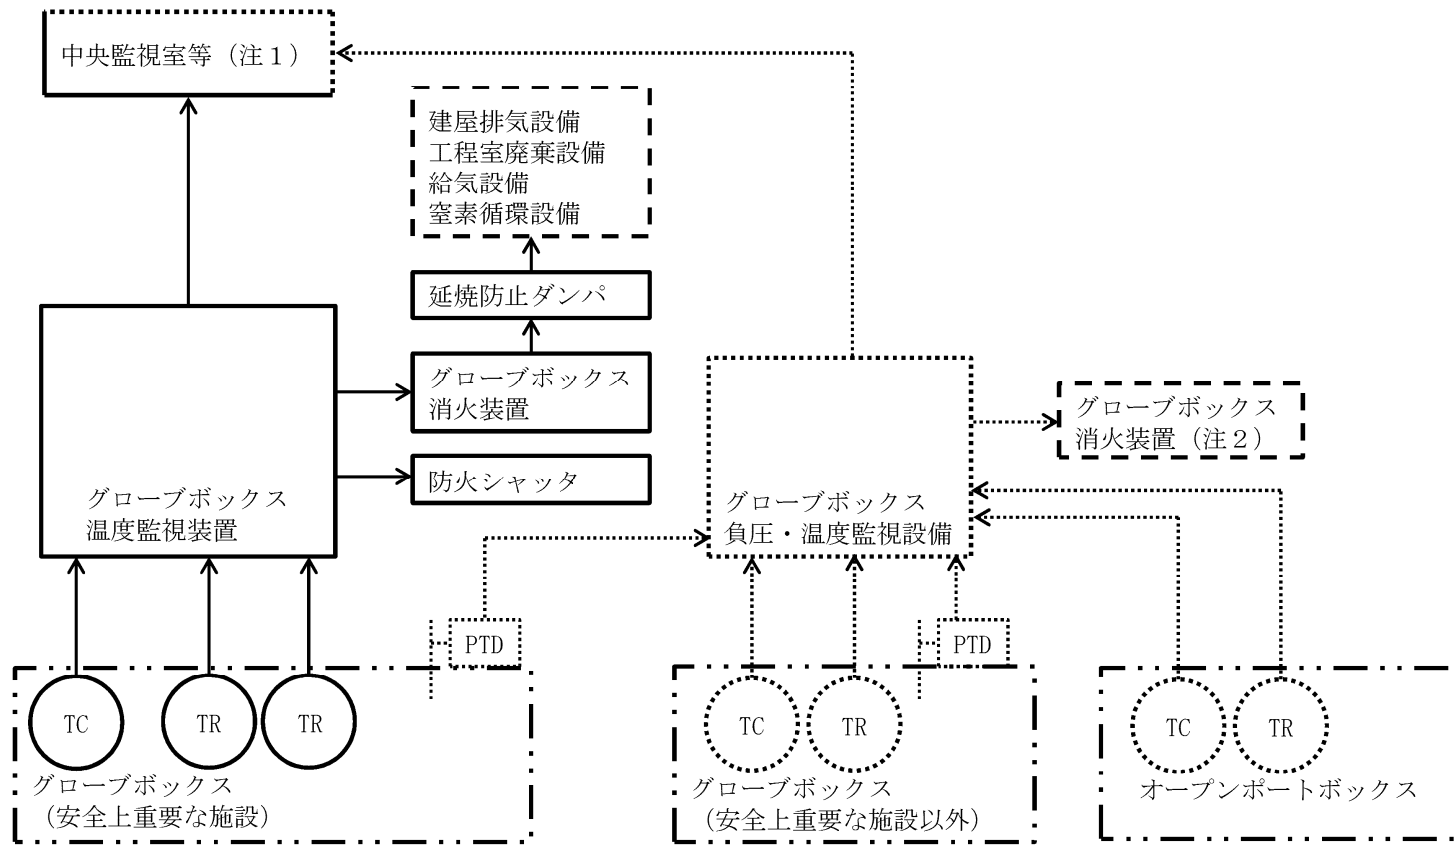 中央監視室等（注１）
建屋排気設備
工程室廃棄設備
給気設備
窒素循環設備
延焼防止ダンパ
グローブボックス
消火装置
防火シャッタ
グローブボックス
温度監視装置
グローブボックス
消火装置（注２）
グローブボックス
負圧・温度監視設備
PTD
PTD
TC
TR
TR
グローブボックス
（安全上重要な施設）
TC
TR
グローブボックス
（安全上重要な施設以外）
TC
TR
オープンポートボックス